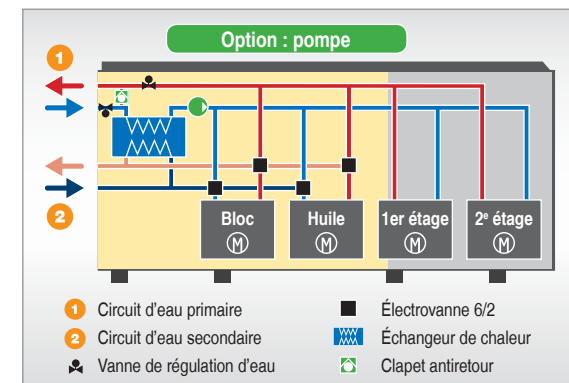 Option : pompe
1
2
Bloc
M
Huile
M
1er étage
M
2e étage
M
1 Circuit d'eau primaire
2 Circuit d'eau secondaire
Vanne de régulation d'eau
Électrovanne 6/2
Échangeur de chaleur
Clapet antiretour